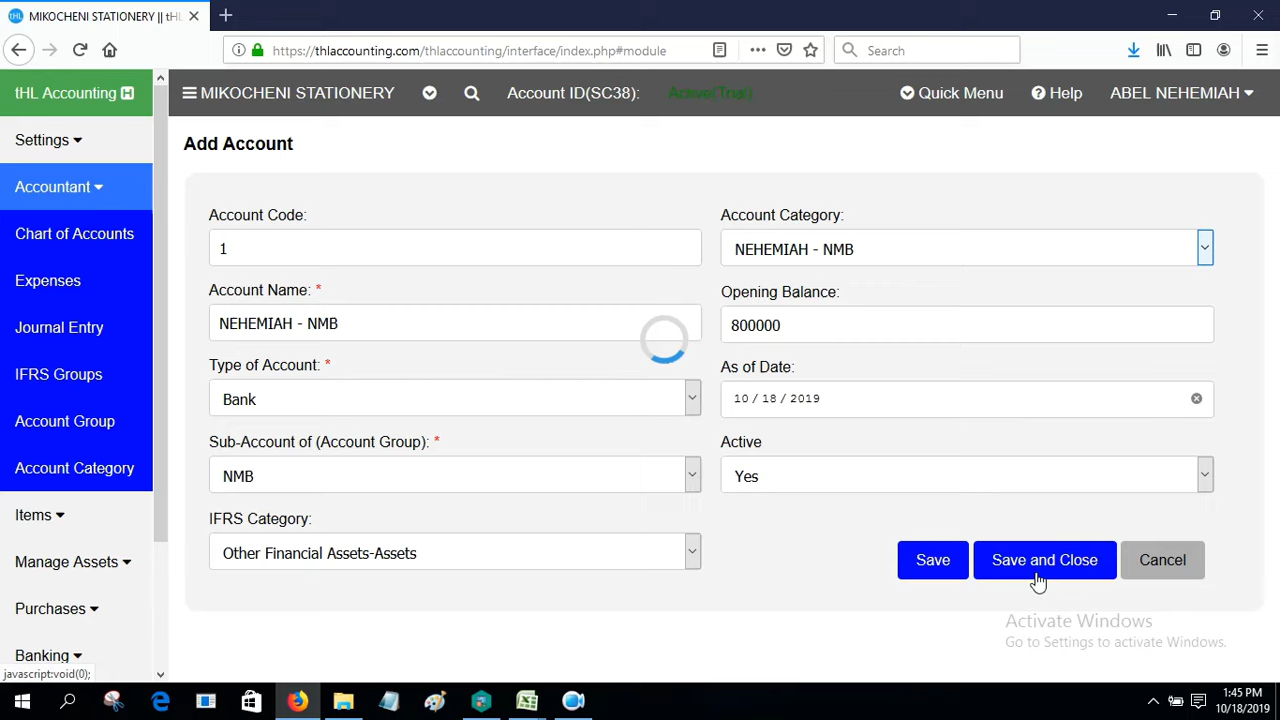 MIKOCHENI STATIONERY || tHL
https://thlaccounting.com/thlaccounting/interface/index.php#module
Search
tHL Accounting
MIKOCHENI STATIONERY
Account ID(SC38):
Active(Trial)
Quick Menu
Help
ABEL NEHEMIAH
Settings
Accountant
Chart of Accounts
Expenses
Journal Entry
IFRS Groups
Account Group
Account Category
Items
Manage Assets
Purchases
Banking
javascript:void(0);
Add Account
Account Code:
1
Account Name: *
NEHEMIAH - NMB
Type of Account: *
Bank
Sub-Account of (Account Group): *
NMB
IFRS Category:
Other Financial Assets-Assets
Account Category:
NEHEMIAH - NMB
Opening Balance:
800000
As of Date:
10 / 18 / 2019
Active
Yes
Save
Save and Close
Cancel
Activate Windows
Go to Settings to activate Windows.
1:45 PM
10/18/2019